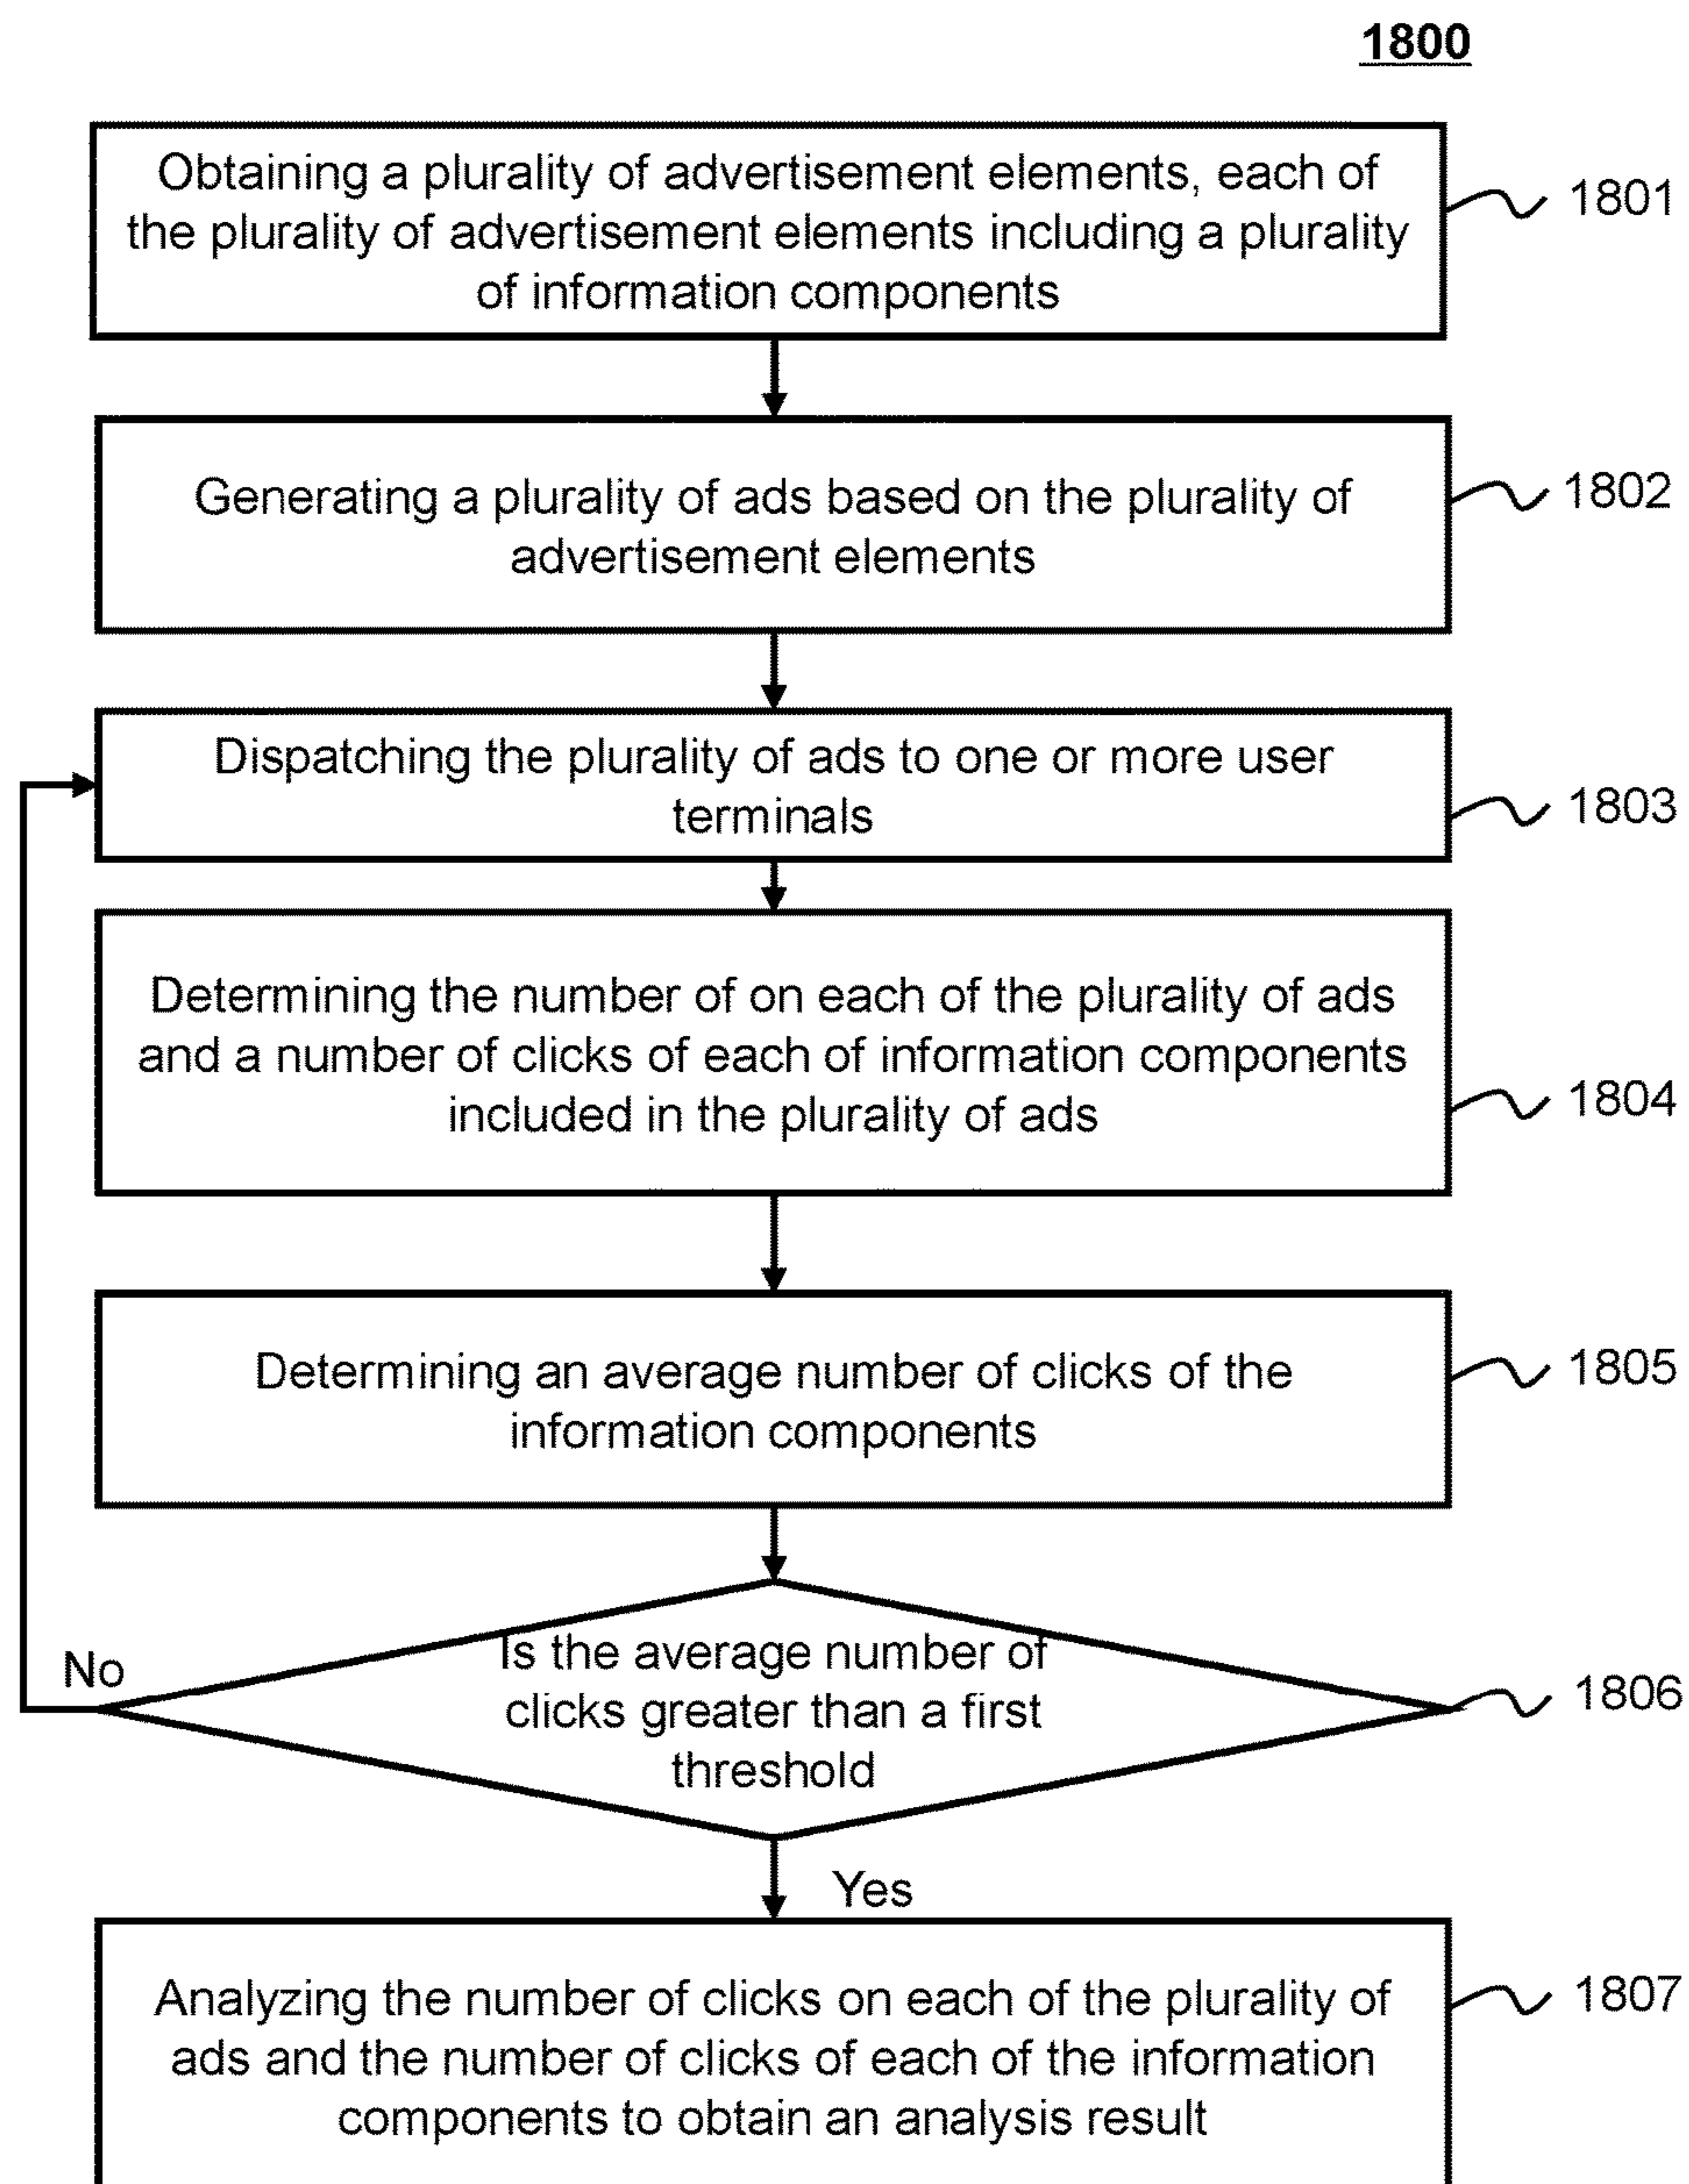 1800
Obtaining a plurality of advertisement elements, each of
the plurality of advertisement elements including a plurality
of information components
1801
Generating a plurality of ads based on the plurality of
advertisement elements
1802
Dispatching the plurality of ads to one or more user
terminals
1803
Determining the number of on each of the plurality of ads
and a number of clicks of each of information components
included in the plurality of ads
1804
Determining an average number of clicks of the
information components
1805
Is the average number of
clicks greater than a first
threshold
1806
No
Yes
Analyzing the number of clicks on each of the plurality of
ads and the number of clicks of each of the information
components to obtain an analysis result
1807